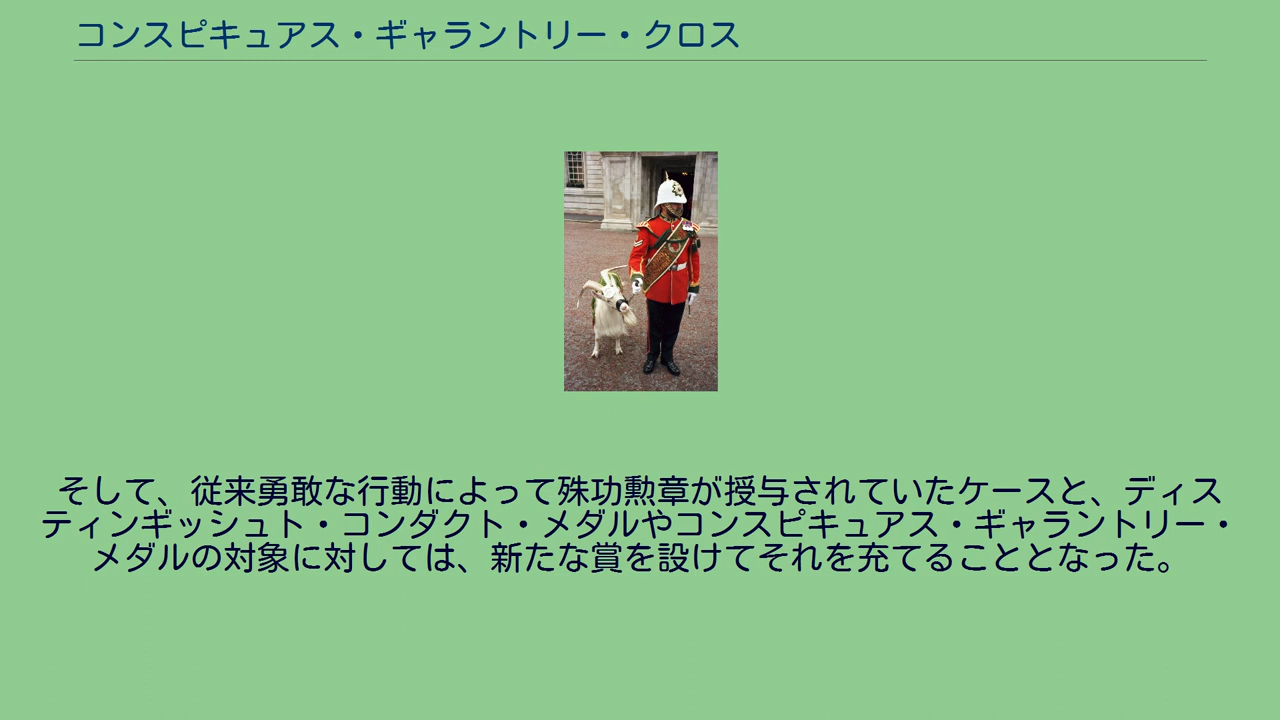 コンスピキュアス・ギャラントリー・クロス
そして、従来勇敢な行動によって殊功勲章が授与されていたケースと、ディス
ティンギッシュト・コンダクト・メダルやコンスピキュアス・ギャラントリー・
メダルの対象に対しては、新たな賞を設けてそれを充てることとなった。